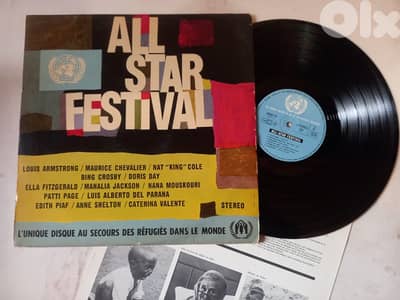 Olx
ALL
STAR
FESTIVAL
LOUIS ARMSTRONG / MAURICE CHEVALIER / NAT "KING" COLE
BING CROSBY / DORIS DAY
ELLA FITZGERALD / MAHALIA JACKSON / NANA MOUSKOURI
PATTI PAGE / LUIS ALBERTO DEL PARANA
EDITH PIAF / ANNE SHELTON / CATERINA VALENTE
STEREO
L'UNIQUE DISQUE AU SECOURS DES RÉFUGIÉS DANS LE MONDE
ALL-STAR FESTIVAL